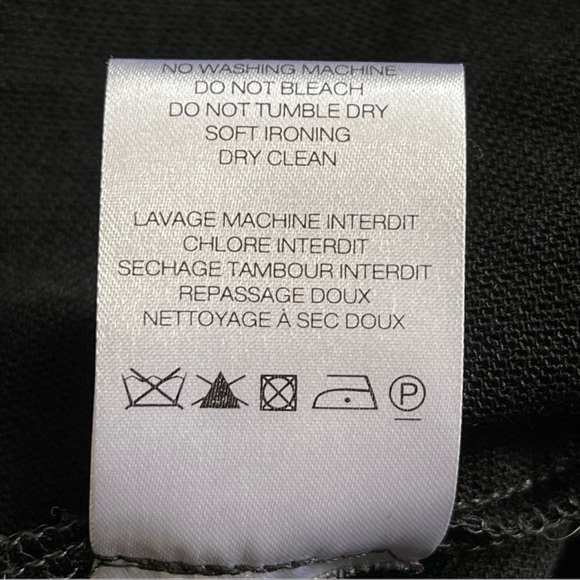 NO WASHING MACHINE
DO NOT BLEACH
DO NOT TUMBLE DRY
SOFT IRONING
DRY CLEAN
LAVAGE MACHINE INTERDIT
CHLORE INTERDIT
SECHAGE TAMBOUR INTERDIT
REPASSAGE DOUX
NETTOYAGE À SEC DOUX
P